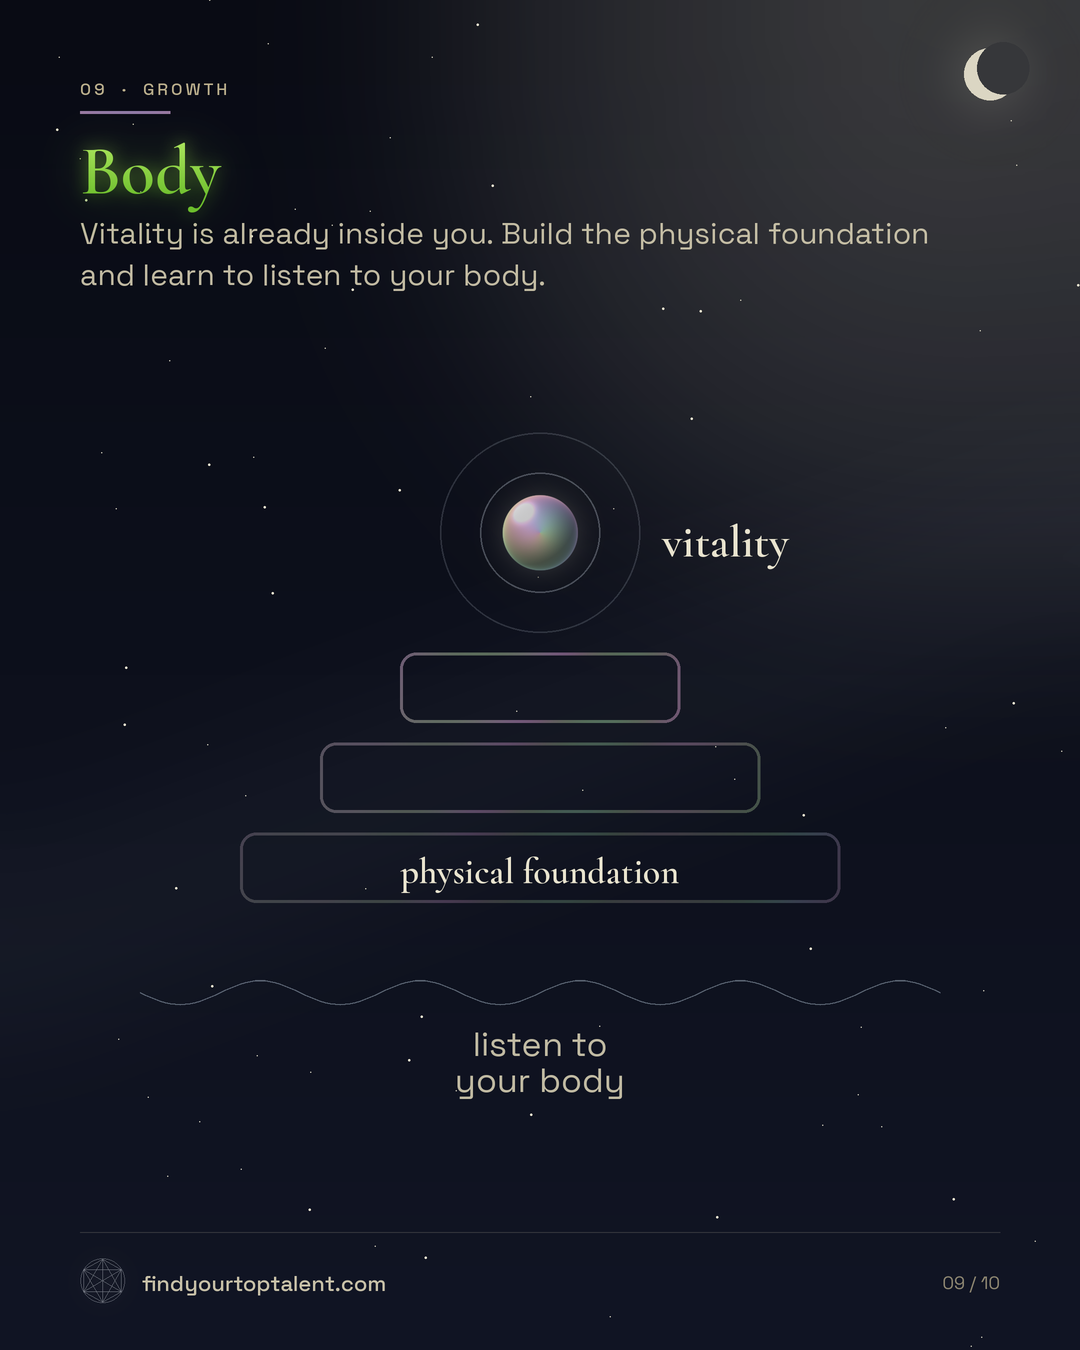 09 · GROWTH
Body
Vitality is already inside you. Build the physical foundation
and learn to listen to your body.
vitality
physical foundation
listen to
your body
findyourtoptalent.com
09 / 10